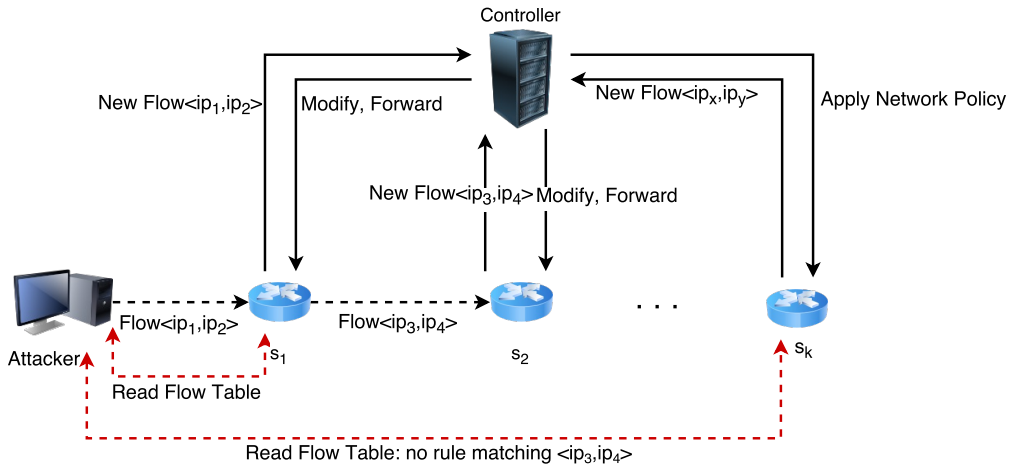 Controller
New Flow<ip1,ip2>
Modify, Forward
New Flow<ipx,ipy>
Apply Network Policy
New Flow<ip3,ip4>
Modify, Forward
Flow<ip1,ip2>
Flow<ip3,ip4>
. . .
Attacker
s1
s2
sk
Read Flow Table
Read Flow Table: no rule matching <ip3,ip4>